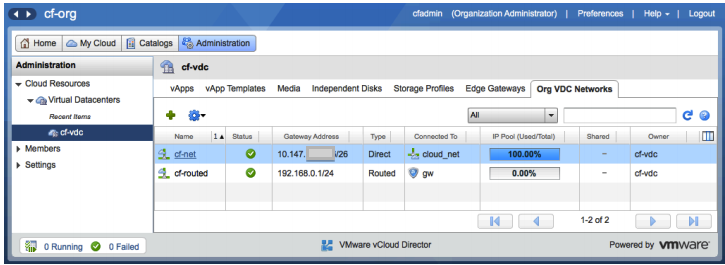 cf-org cfadmin (Organization Administrator) | Preferences | Help | Logout
Home My Cloud Catalogs Administration
Administration cf-vdc
Cloud Resources vApps vApp Templates Media Independent Disks Storage Profiles Edge Gateways Org VDC Networks
Virtual Datacenters
Recent Items All
cf-vdc Name 1 Status Gateway Address Type Connected To IP Pool (Used/Total) Shared Owner
Members cf-net 10.147. /26 Direct cloud_net 100.00% – cf-vdc
Settings cf-routed 192.168.0.1/24 Routed gw 0.00% – cf-vdc
1-2 of 2
0 Running 0 Failed VMware vCloud Director Powered by vmware